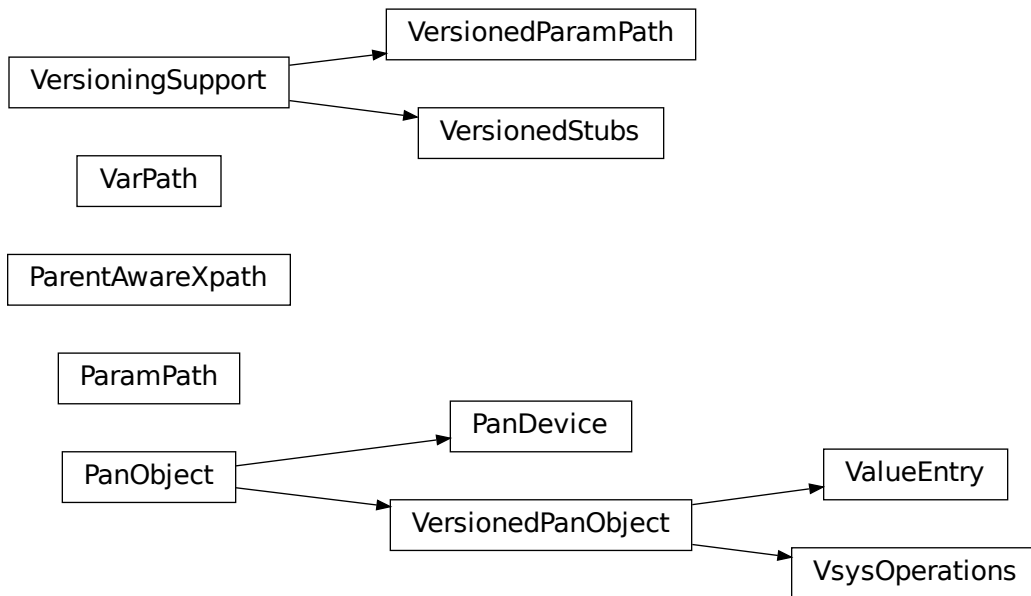 VersionedParamPath
VersioningSupport
VersionedStubs
VarPath
ParentAwareXpath
ParamPath
PanDevice
PanObject
ValueEntry
VersionedPanObject
VsysOperations